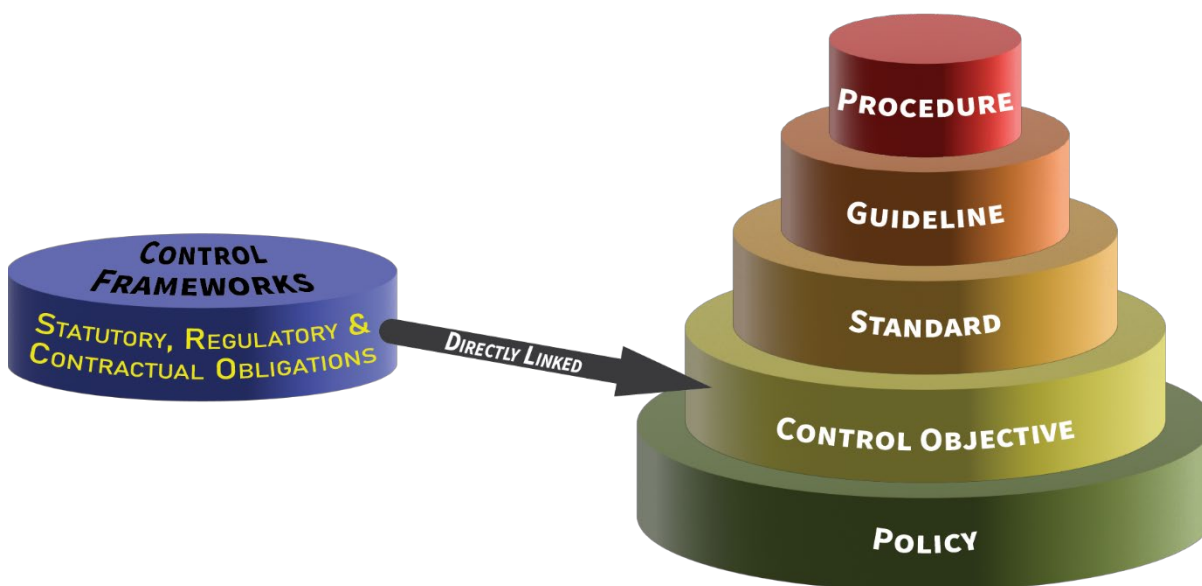 CONTROL
FRAMEWORKS
STATUTORY, REGULATORY &
CONTRACTUAL OBLIGATIONS
DIRECTLY LINKED
PROCEDURE
GUIDELINE
STANDARD
CONTROL OBJECTIVE
POLICY